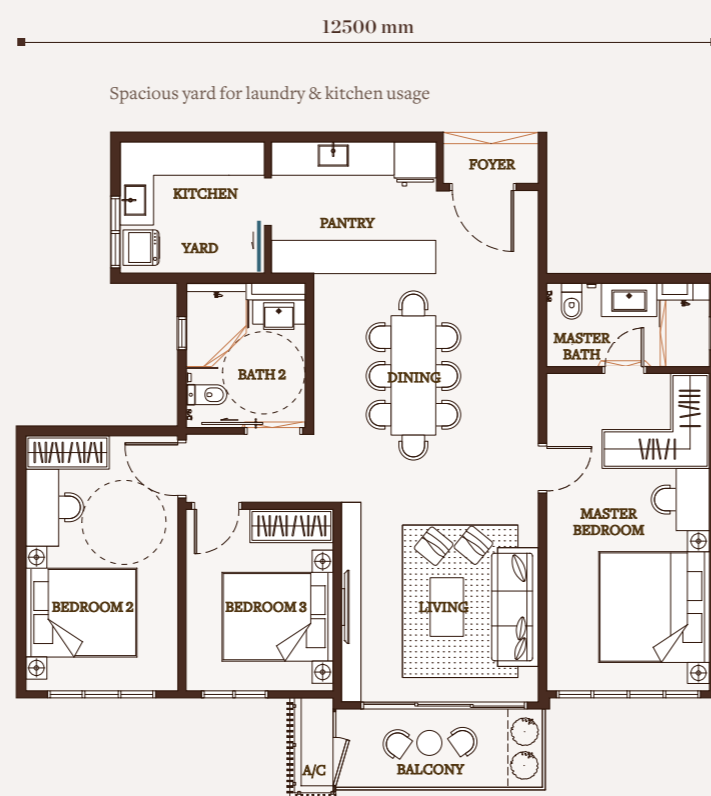 12500 mm
Spacious yard for laundry & kitchen usage
FOYER
KITCHEN
PANTRY
YARD
MASTER
BATH
BATH 2
DINING
MASTER
BEDROOM
BEDROOM 2
BEDROOM 3
LIVING
A/C
BALCONY